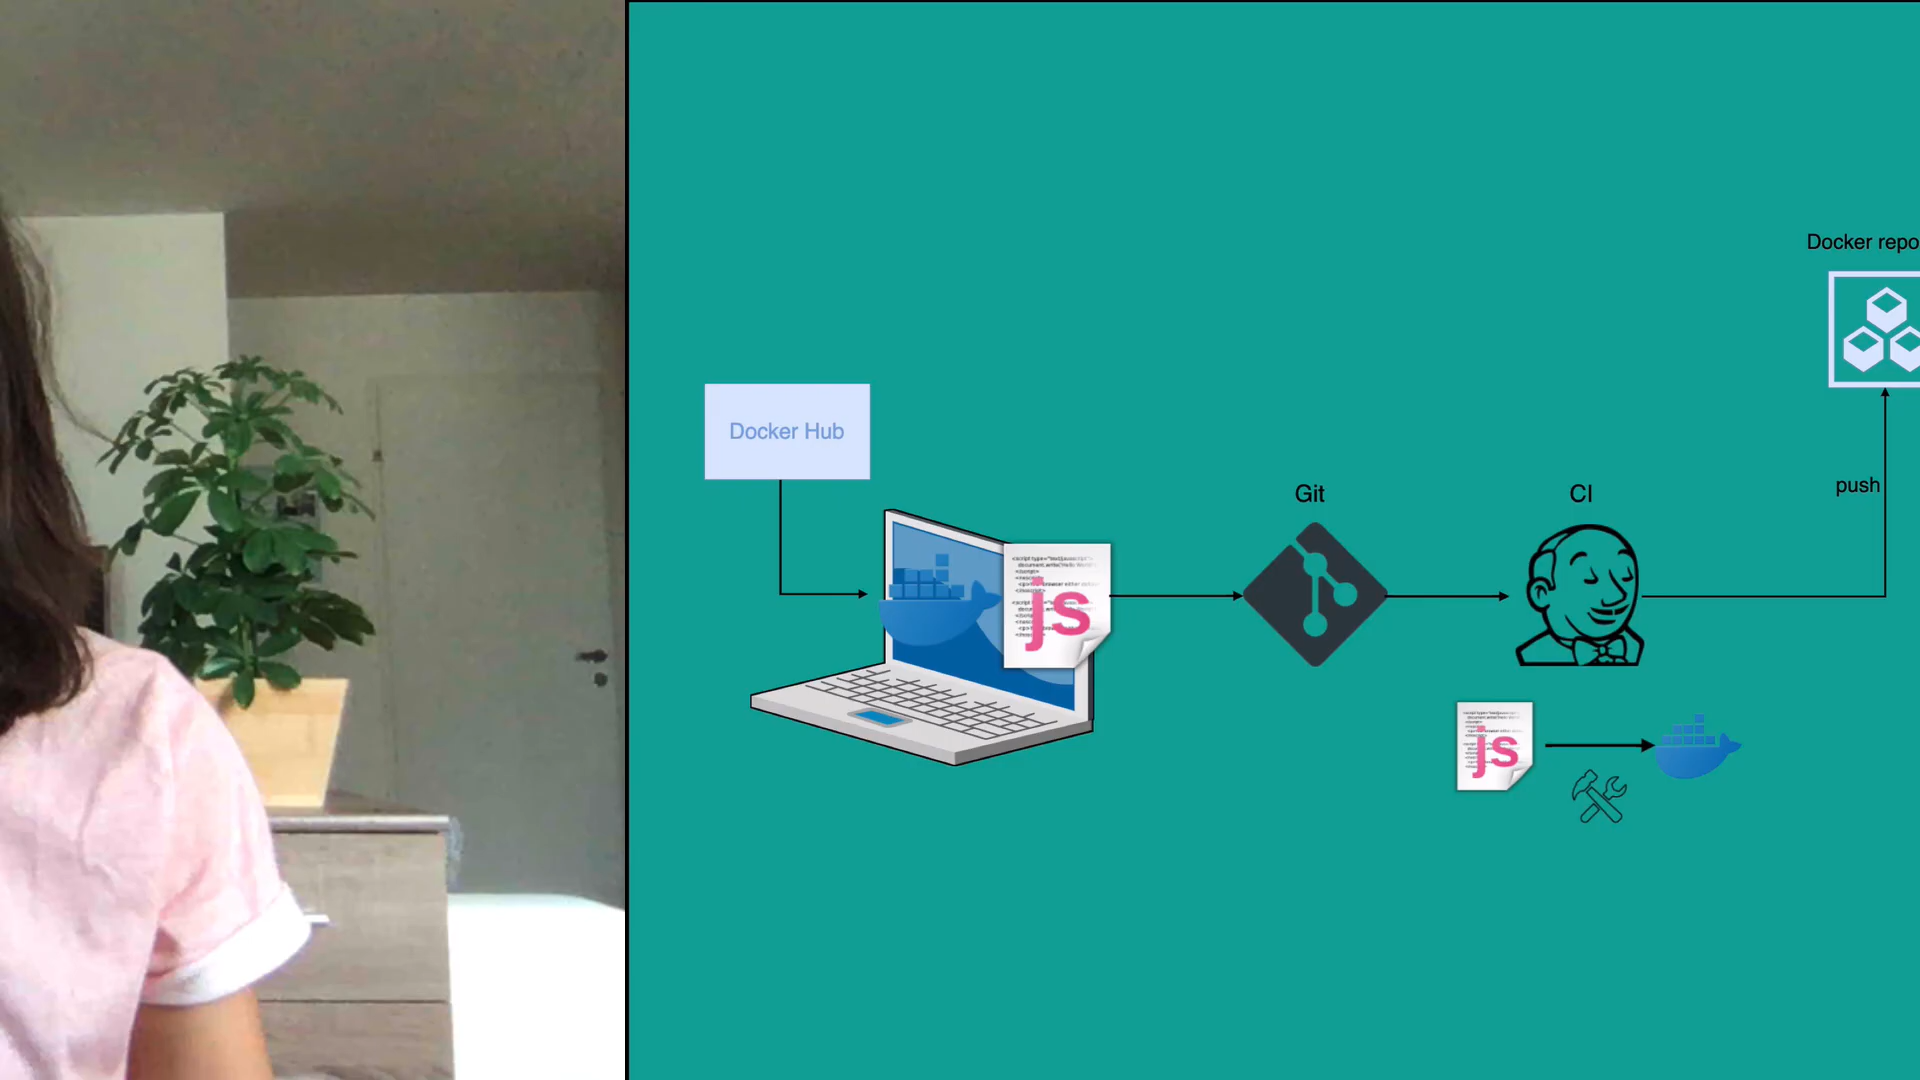 Docker repo
Docker Hub
push
Git
CI
js
js